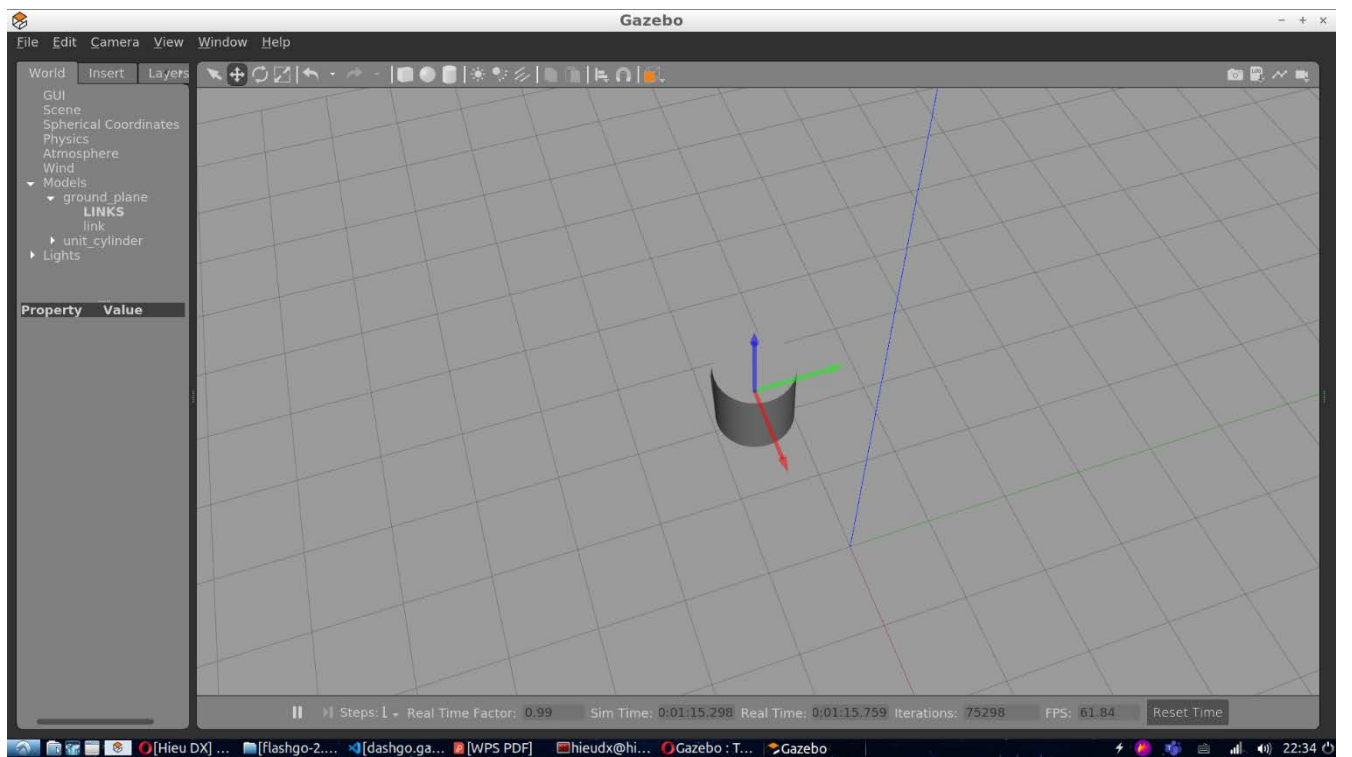 Gazebo
File Edit Camera View Window Help
World Insert Layers
GUI
Scene
Spherical Coordinates
Physics
Atmosphere
Wind
Models
ground_plane
LINKS
link
unit_cylinder
Lights
Property Value
Steps: 1 Real Time Factor: 0.99 Sim Time: 0:01:15.298 Real Time: 0:01:15.759 Iterations: 75298 FPS: 61.84 Reset Time
[Hieu DX] ... [flashgo-2.... [dashgo.ga... [WPS PDF] hieudx@hi... Gazebo : T... Gazebo 22:34